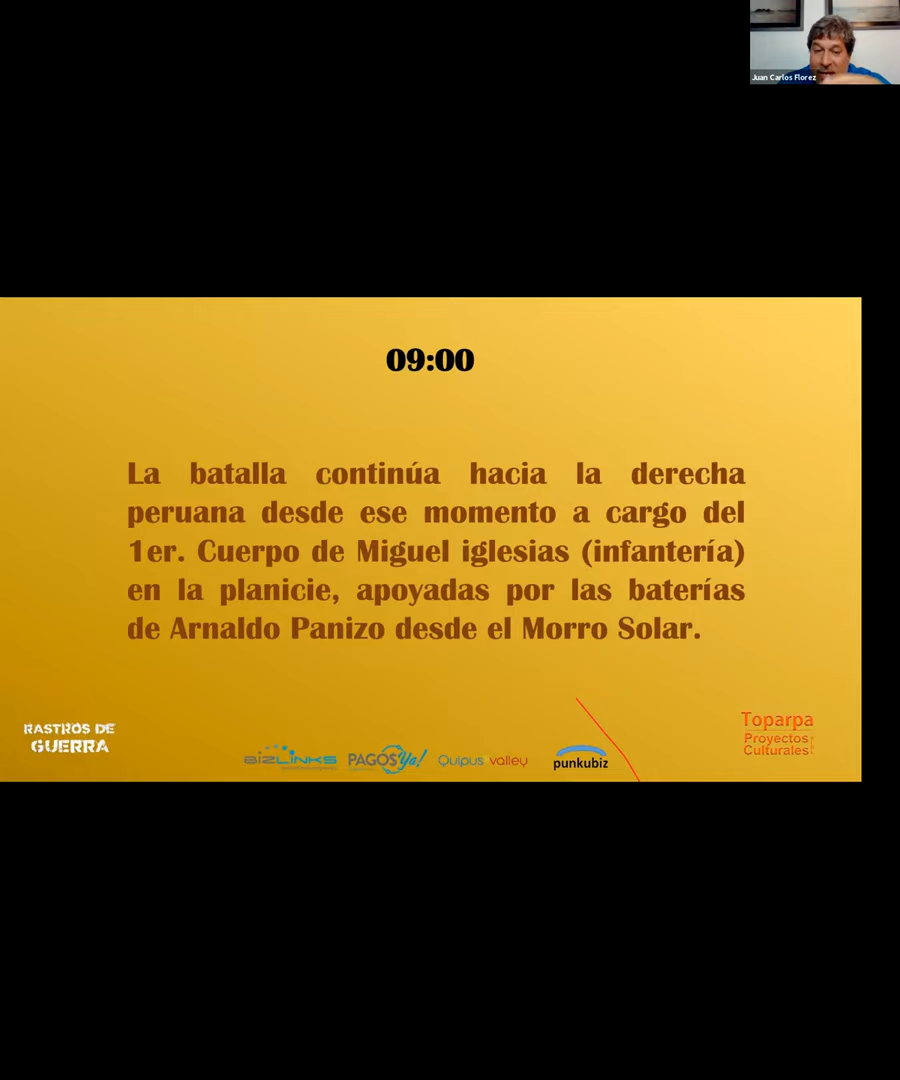 Juan Carlos Florez
09:00
La batalla continúa hacia la derecha
peruana desde ese momento a cargo del
1er. Cuerpo de Miguel iglesias (infantería)
en la planicie, apoyadas por las baterías
de Arnaldo Panizo desde el Morro Solar.
RASTROS DE
GUERRA
BIZLINKS
PAGOS Ya!
Quipus valley
punkubiz
Toparpa
Proyectos
Culturales